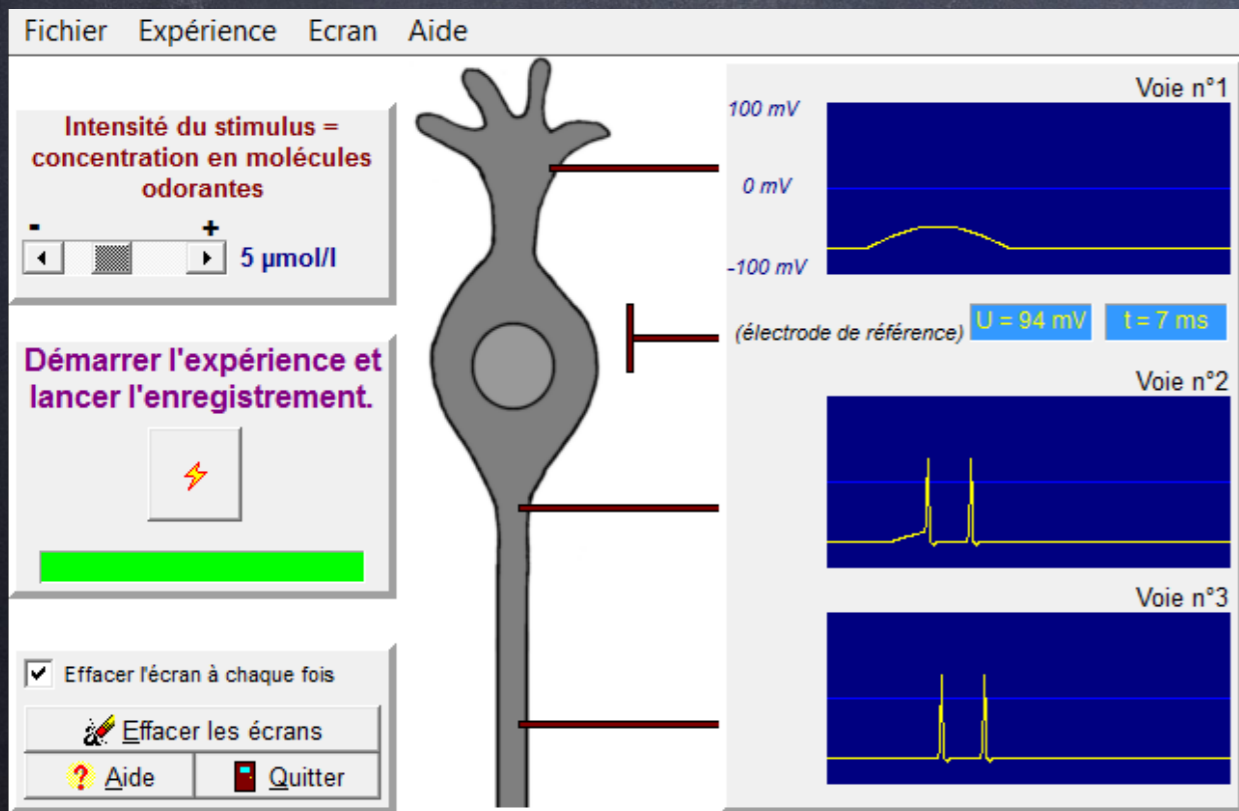 Fichier Expérience Ecran Aide
Intensité du stimulus =
concentration en molécules
odorantes
- +
5 µmol/l
Démarrer l'expérience et
lancer l'enregistrement.
Effacer l'écran à chaque fois
Effacer les écrans
? Aide Quitter
Voie n°1
100 mV
0 mV
-100 mV
(électrode de référence) U = 94 mV t = 7 ms
Voie n°2
Voie n°3